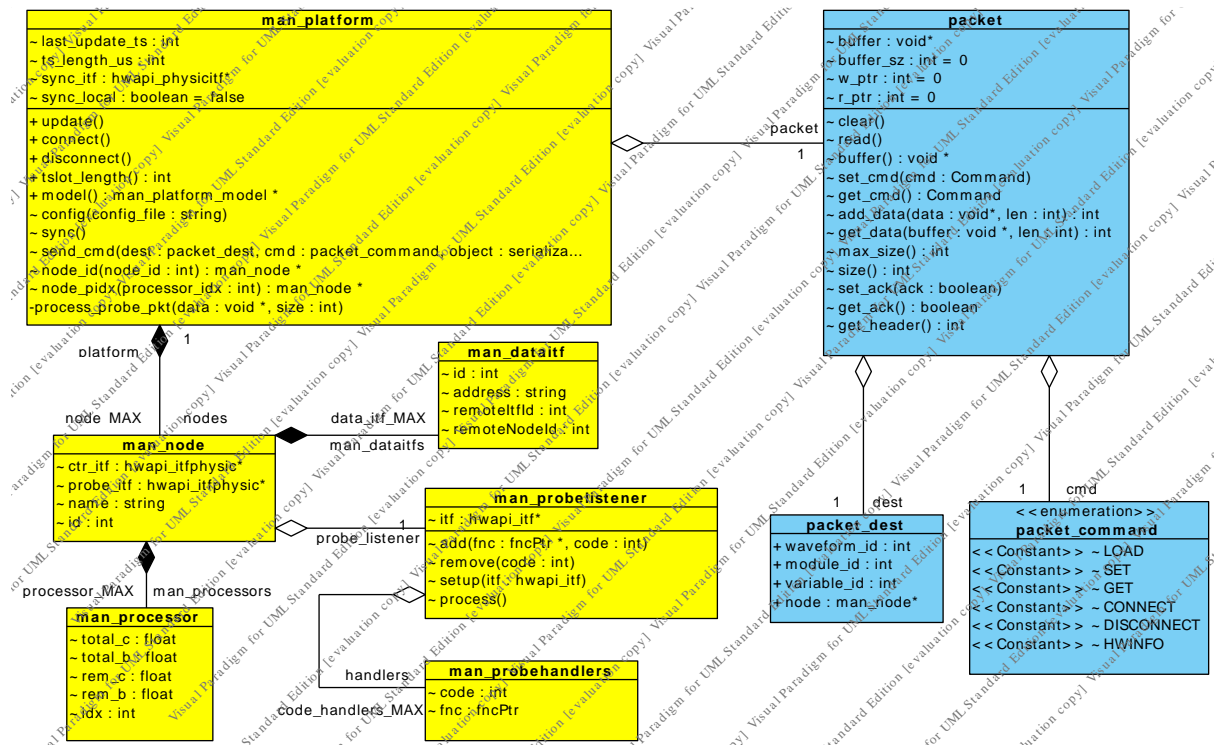 man_platform
~ last_update_ts : int
~ ts_length_us : int
~ sync_itf : hwapi_physicitf*
~ sync_local : boolean = false
+ update()
+ connect()
+ disconnect()
+ tslot_length() : int
+ model() : man_platform_model *
~ config(config_file : string)
~ sync()
~ send_cmd(dest : packet_dest, cmd : packet_command, object : serializa...
~ node_id(node_id : int) : man_node *
~ node_pidx(processor_idx : int) : man_node *
-process_probe_pkt(data : void *, size : int)
packet
1
packet
~ buffer : void*
~ buffer_sz : int = 0
~ w_ptr : int = 0
~ r_ptr : int = 0
~ clear()
~ read()
~ buffer() : void *
~ set_cmd(cmd : Command)
~ get_cmd() : Command
~ add_data(data : void*, len : int) : int
~ get_data(buffer : void *, len : int) : int
~ max_size() : int
~ size() : int
~ set_ack(ack : boolean)
~ get_ack() : boolean
~ get_header() : int
1
platform
node_MAX
nodes
man_dataitf
~ id : int
~ address : string
~ remoteItfId : int
~ remoteNodeId : int
data_itf_MAX
man_dataitfs
man_node
~ ctr_itf : hwapi_itfphysic*
~ probe_itf : hwapi_itfphysic*
~ name : string
~ id : int
1
probe_listener
man_probelistener
~ itf : hwapi_itf*
~ add(fnc : fncPtr *, code : int)
~ remove(code : int)
~ setup(itf : hwapi_itf)
~ process()
processor_MAX
man_processors
man_processor
~ total_c : float
~ total_b : float
~ rem_c : float
~ rem_b : float
~ idx : int
handlers
code_handlers_MAX
man_probehandlers
~ code : int
~ fnc : fncPtr
1
dest
packet_dest
+ waveform_id : int
+ module_id : int
+ variable_id : int
+ node : man_node*
1
cmd
<<enumeration>>
packet_command
<<Constant>> ~ LOAD
<<Constant>> ~ SET
<<Constant>> ~ GET
<<Constant>> ~ CONNECT
<<Constant>> ~ DISCONNECT
<<Constant>> ~ HWINFO
Visual Paradigm for UML Standard Edition [evaluation copy]